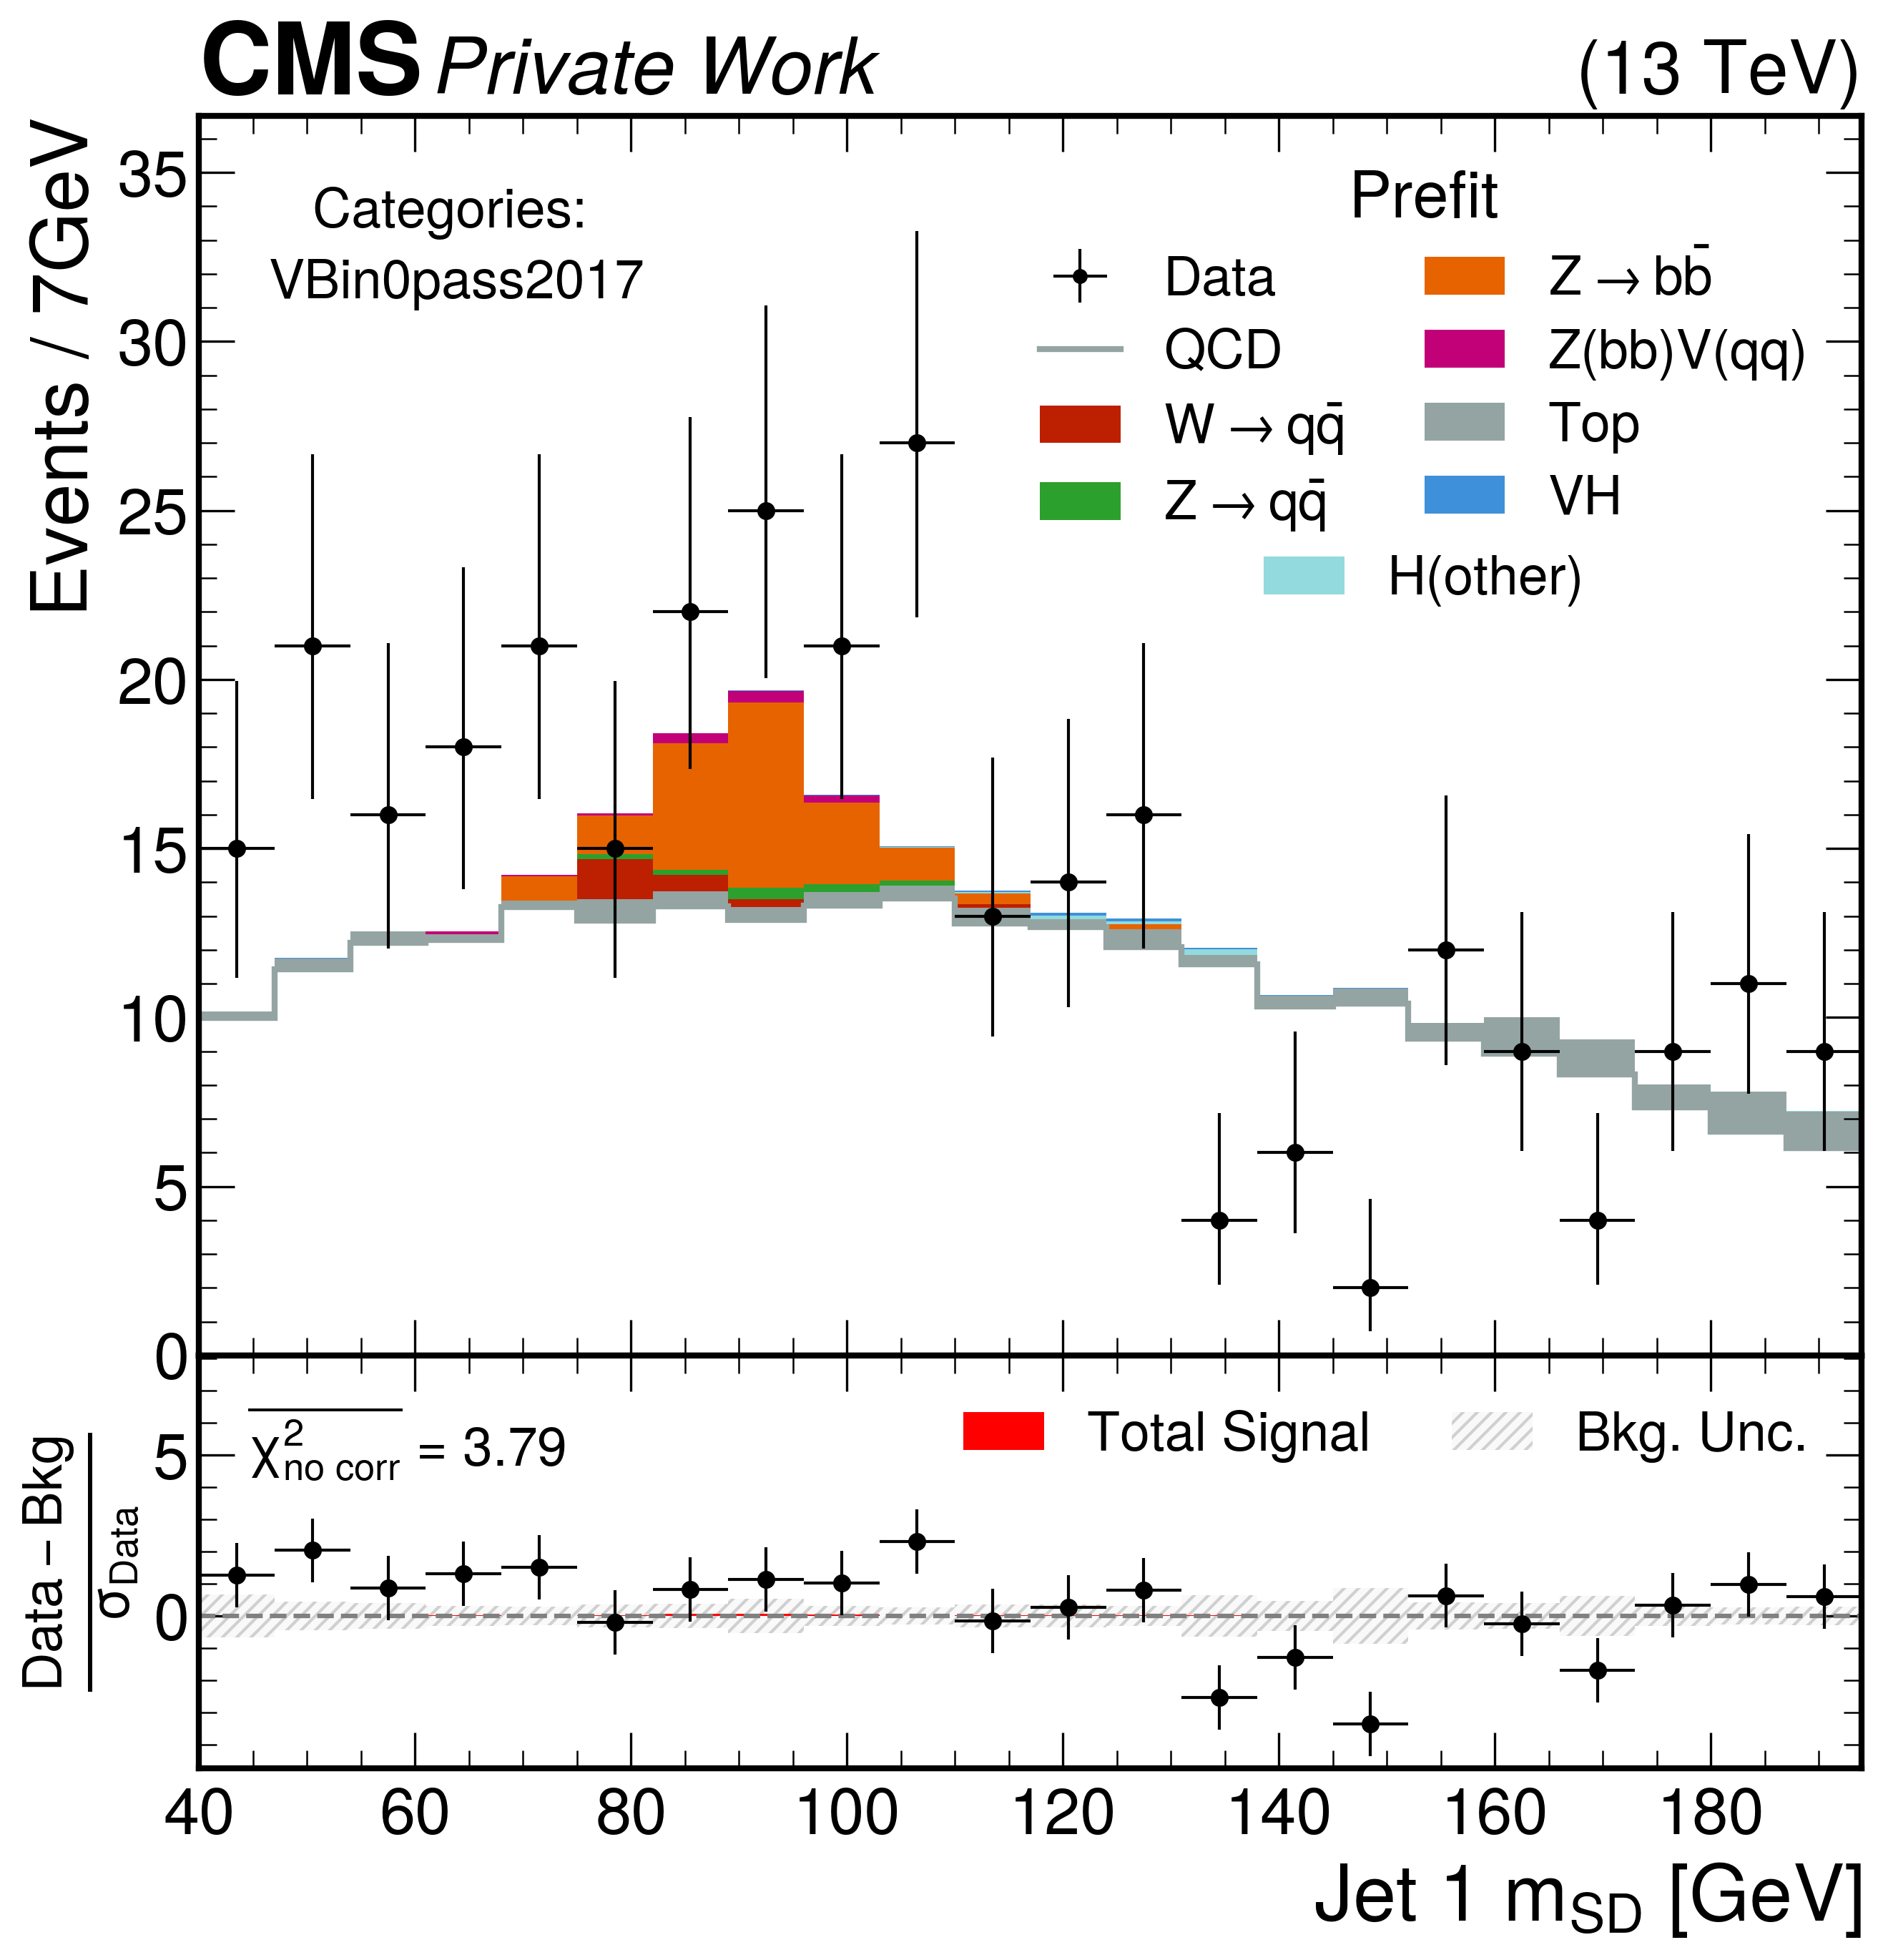 CMS Private Work (13 TeV)
Events / 7GeV
35
30
25
20
15
10
5
0
Categories:
VBin0pass2017
Prefit
Data
QCD
W → qq̄
Z → qq̄
Z → bb̄
Z(bb)V(qq)
Top
VH
H(other)
Data − Bkg
σData
5
0
χ²no corr = 3.79
Total Signal
Bkg. Unc.
40 60 80 100 120 140 160 180
Jet 1 mSD [GeV]